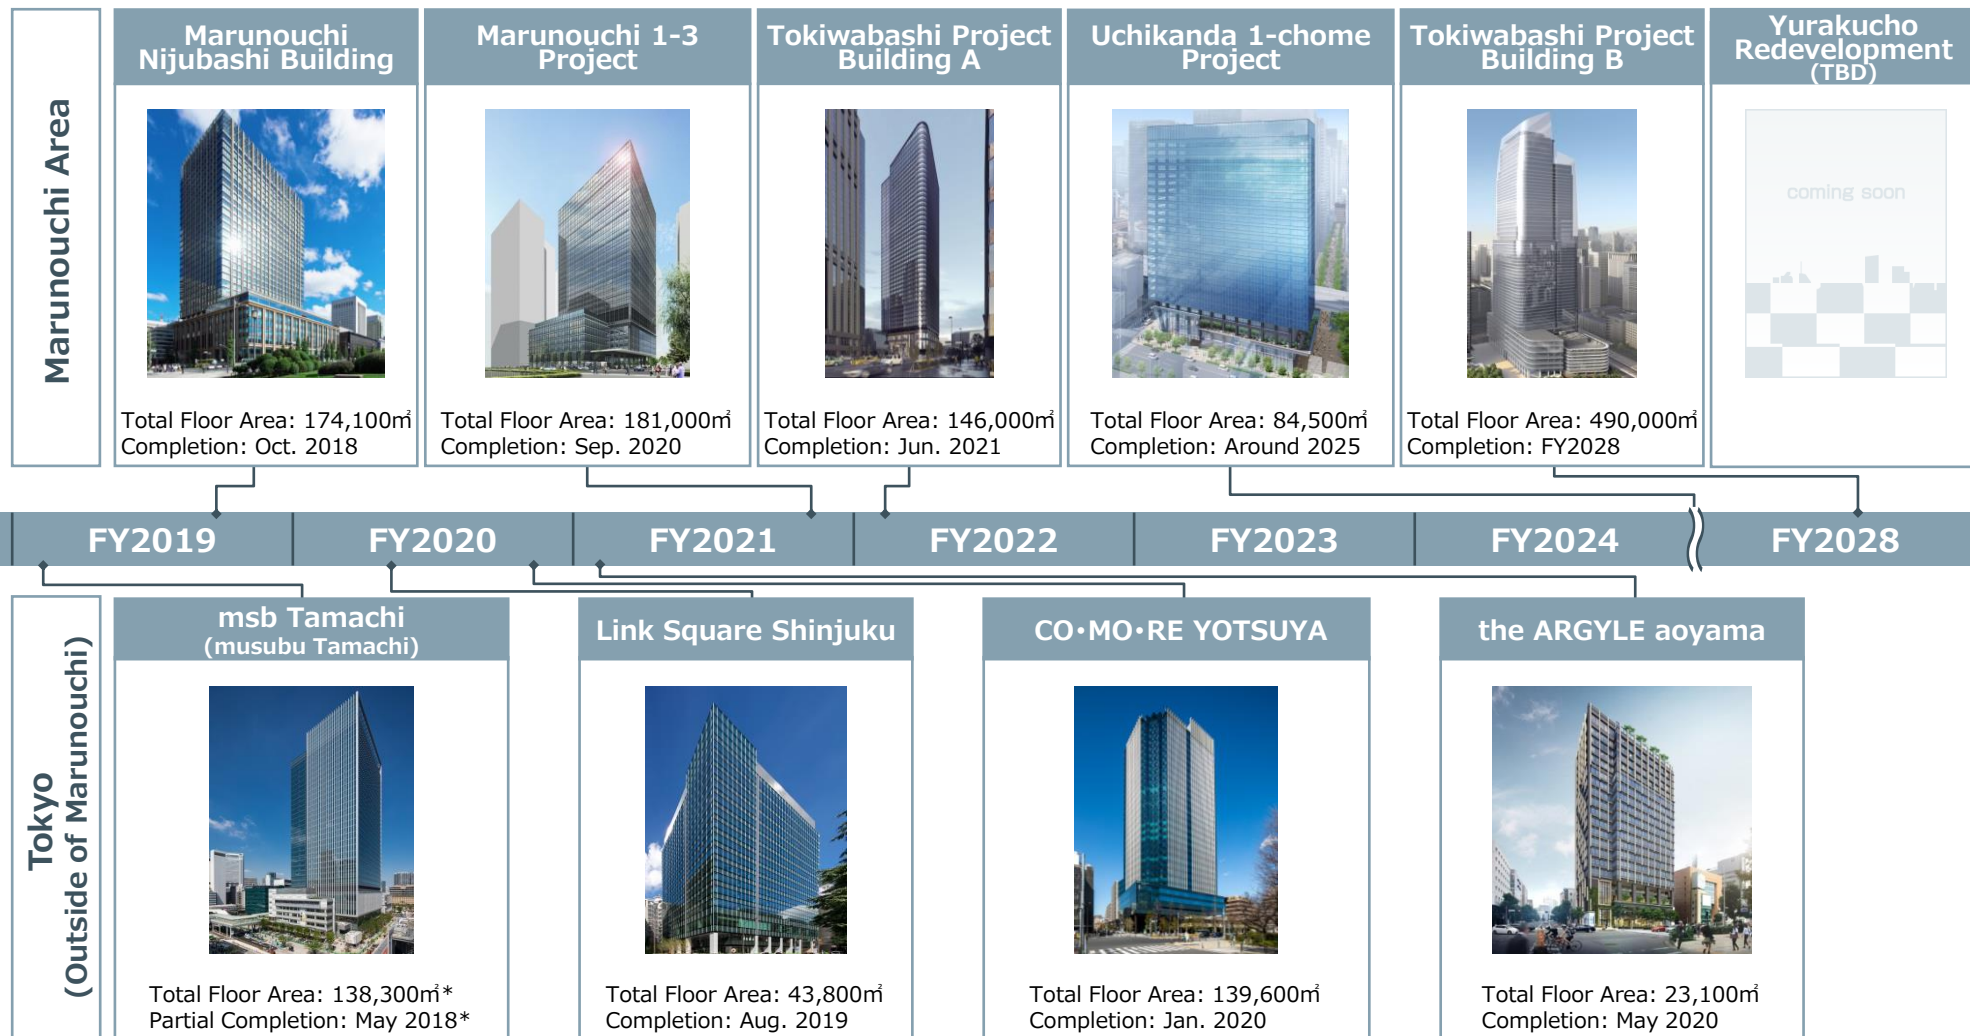 Marunouchi Area
Marunouchi
Nijubashi Building
Total Floor Area: 174,100㎡
Completion: Oct. 2018
Marunouchi 1-3
Project
Total Floor Area: 181,000㎡
Completion: Sep. 2020
Tokiwabashi Project
Building A
Total Floor Area: 146,000㎡
Completion: Jun. 2021
Uchikanda 1-chome
Project
Total Floor Area: 84,500㎡
Completion: Around 2025
Tokiwabashi Project
Building B
Total Floor Area: 490,000㎡
Completion: FY2028
Yurakucho
Redevelopment
(TBD)
coming soon
FY2019
FY2020
FY2021
FY2022
FY2023
FY2024
FY2028
Tokyo
(Outside of Marunouchi)
msb Tamachi
(musubu Tamachi)
Total Floor Area: 138,300㎡*
Partial Completion: May 2018*
Link Square Shinjuku
Total Floor Area: 43,800㎡
Completion: Aug. 2019
CO・MO・RE YOTSUYA
Total Floor Area: 139,600㎡
Completion: Jan. 2020
the ARGYLE aoyama
Total Floor Area: 23,100㎡
Completion: May 2020